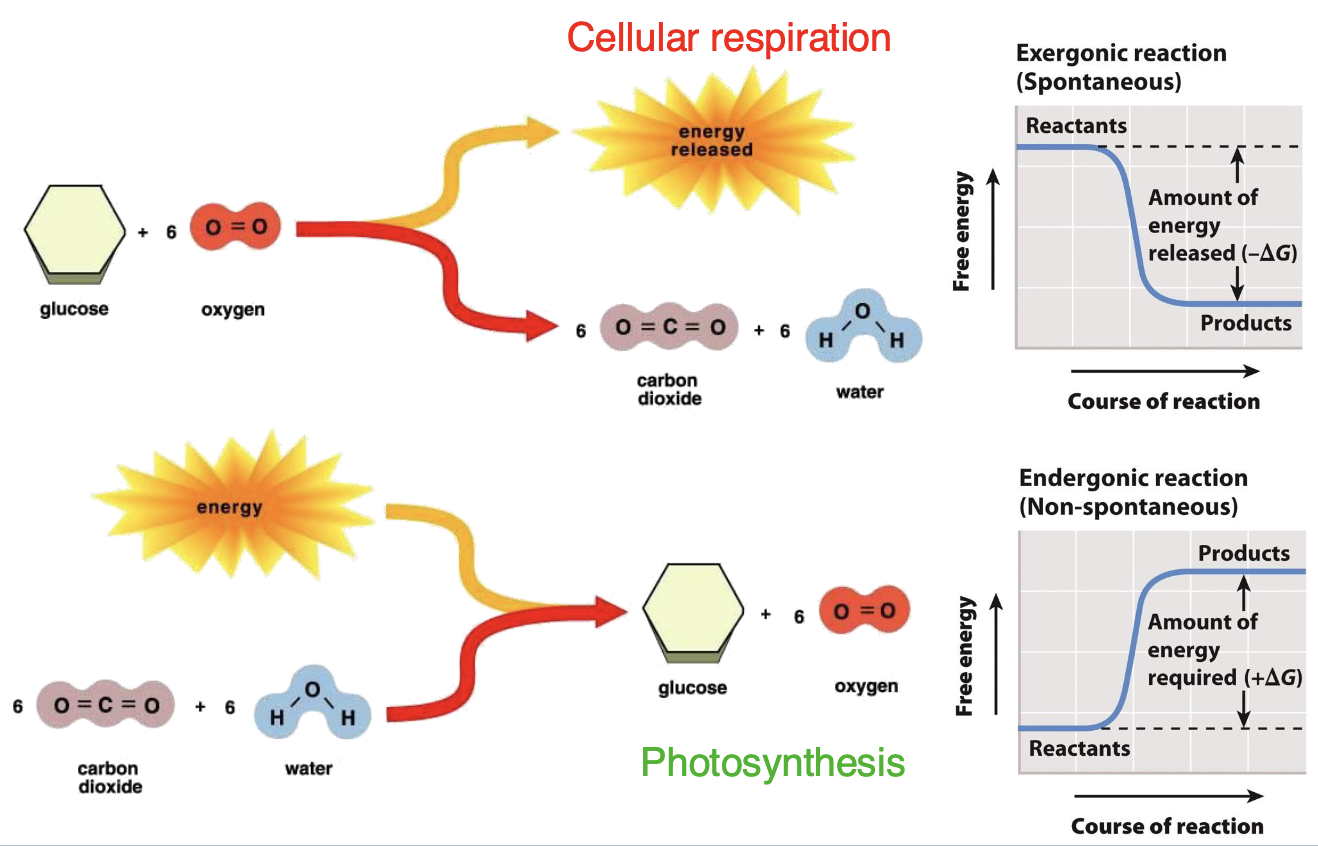 Cellular respiration
energy
released
glucose
+ 6
O = O
oxygen
6
O = C = O
carbon
dioxide
+ 6
O
H H
water
Exergonic reaction
(Spontaneous)
Reactants
Amount of
energy
released (–ΔG)
Products
Free energy
Course of reaction
energy
6
O = C = O
carbon
dioxide
+ 6
O
H H
water
glucose
+ 6
O = O
oxygen
Photosynthesis
Endergonic reaction
(Non-spontaneous)
Products
Amount of
energy
required (+ΔG)
Reactants
Free energy
Course of reaction